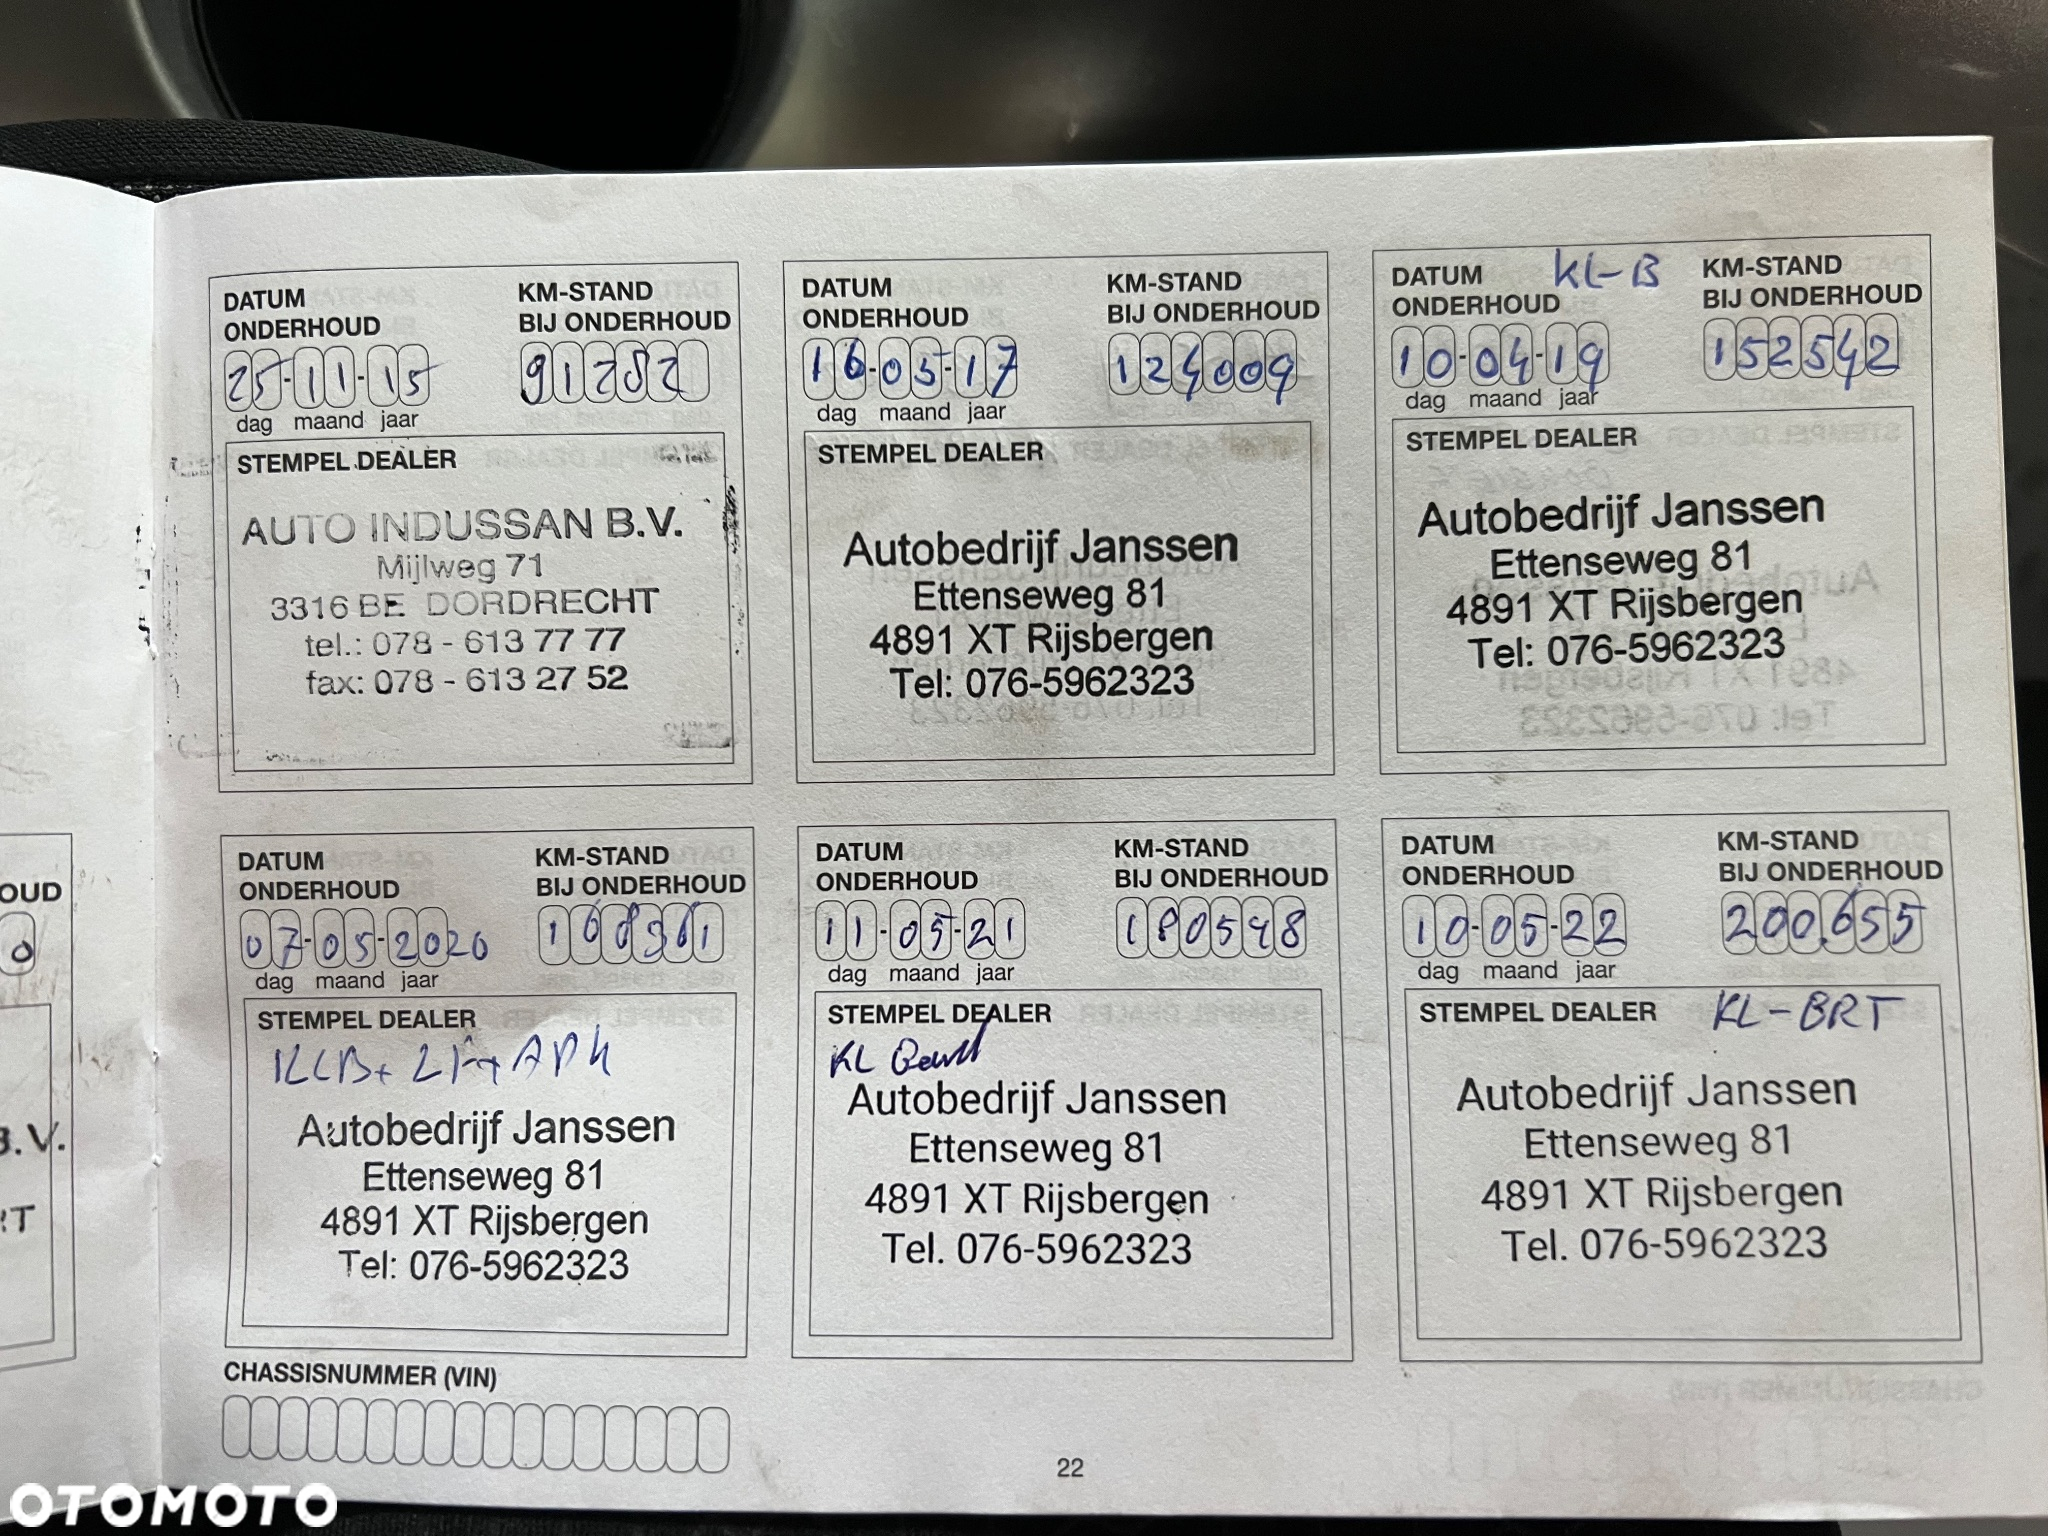 OUD
0
B.V.
RT
DATUM
ONDERHOUD
KM-STAND
BIJ ONDERHOUD
25-11-15
91282
dag maand jaar
STEMPEL DEALER
AUTO INDUSSAN B.V.
Mijlweg 71
3316 BE DORDRECHT
tel.: 078 - 613 77 77
fax: 078 - 613 27 52
DATUM
ONDERHOUD
KM-STAND
BIJ ONDERHOUD
16-05-17
124009
dag maand jaar
STEMPEL DEALER
Autobedrijf Janssen
Ettenseweg 81
4891 XT Rijsbergen
Tel: 076-5962323
KL-B
DATUM
ONDERHOUD
KM-STAND
BIJ ONDERHOUD
10-04-19
152542
dag maand jaar
STEMPEL DEALER
Autobedrijf Janssen
Ettenseweg 81
4891 XT Rijsbergen
Tel: 076-5962323
DATUM
ONDERHOUD
KM-STAND
BIJ ONDERHOUD
07-05-2020
168361
dag maand jaar
STEMPEL DEALER
Autobedrijf Janssen
Ettenseweg 81
4891 XT Rijsbergen
Tel: 076-5962323
DATUM
ONDERHOUD
KM-STAND
BIJ ONDERHOUD
11-05-21
180548
dag maand jaar
STEMPEL DEALER
KL
Autobedrijf Janssen
Ettenseweg 81
4891 XT Rijsbergen
Tel. 076-5962323
DATUM
ONDERHOUD
KM-STAND
BIJ ONDERHOUD
10-05-22
200.655
dag maand jaar
STEMPEL DEALER
KL-BRT
Autobedrijf Janssen
Ettenseweg 81
4891 XT Rijsbergen
Tel. 076-5962323
CHASSISNUMMER (VIN)
22
OTOMOTO